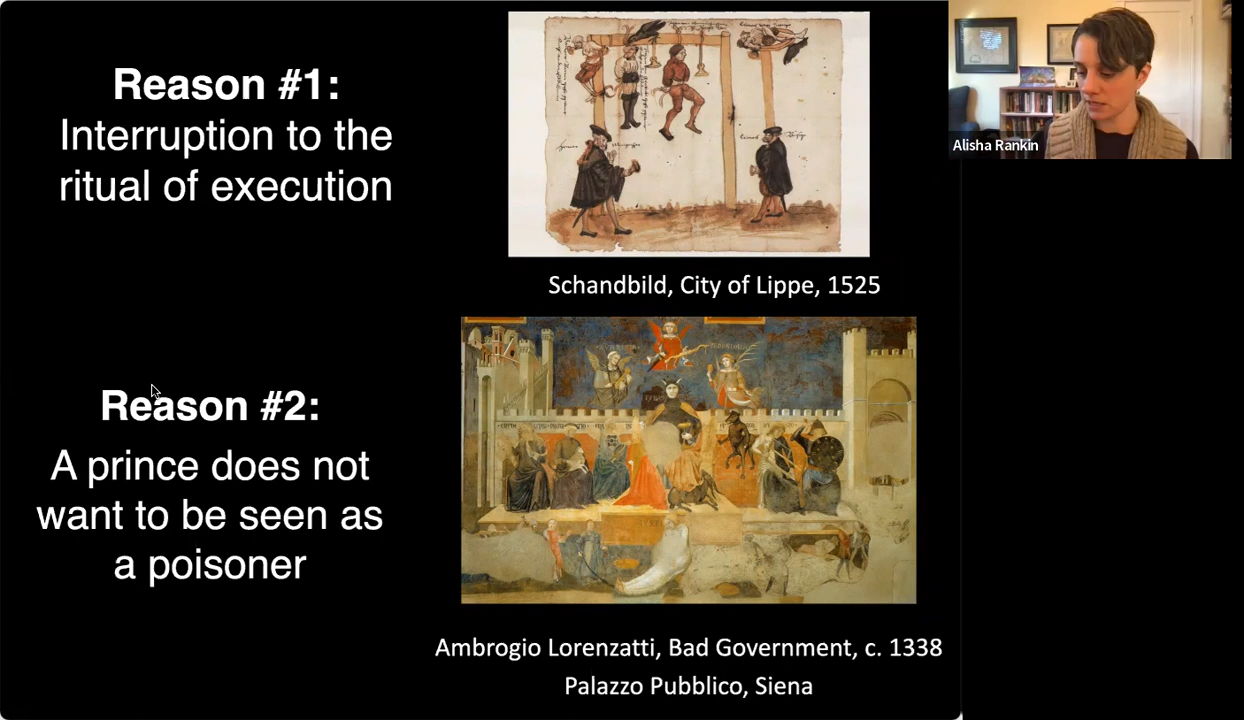 Reason #1:
Interruption to the
ritual of execution
Schandbild, City of Lippe, 1525
Alisha Rankin
Reason #2:
A prince does not
want to be seen as
a poisoner
Ambrogio Lorenzatti, Bad Government, c. 1338
Palazzo Pubblico, Siena